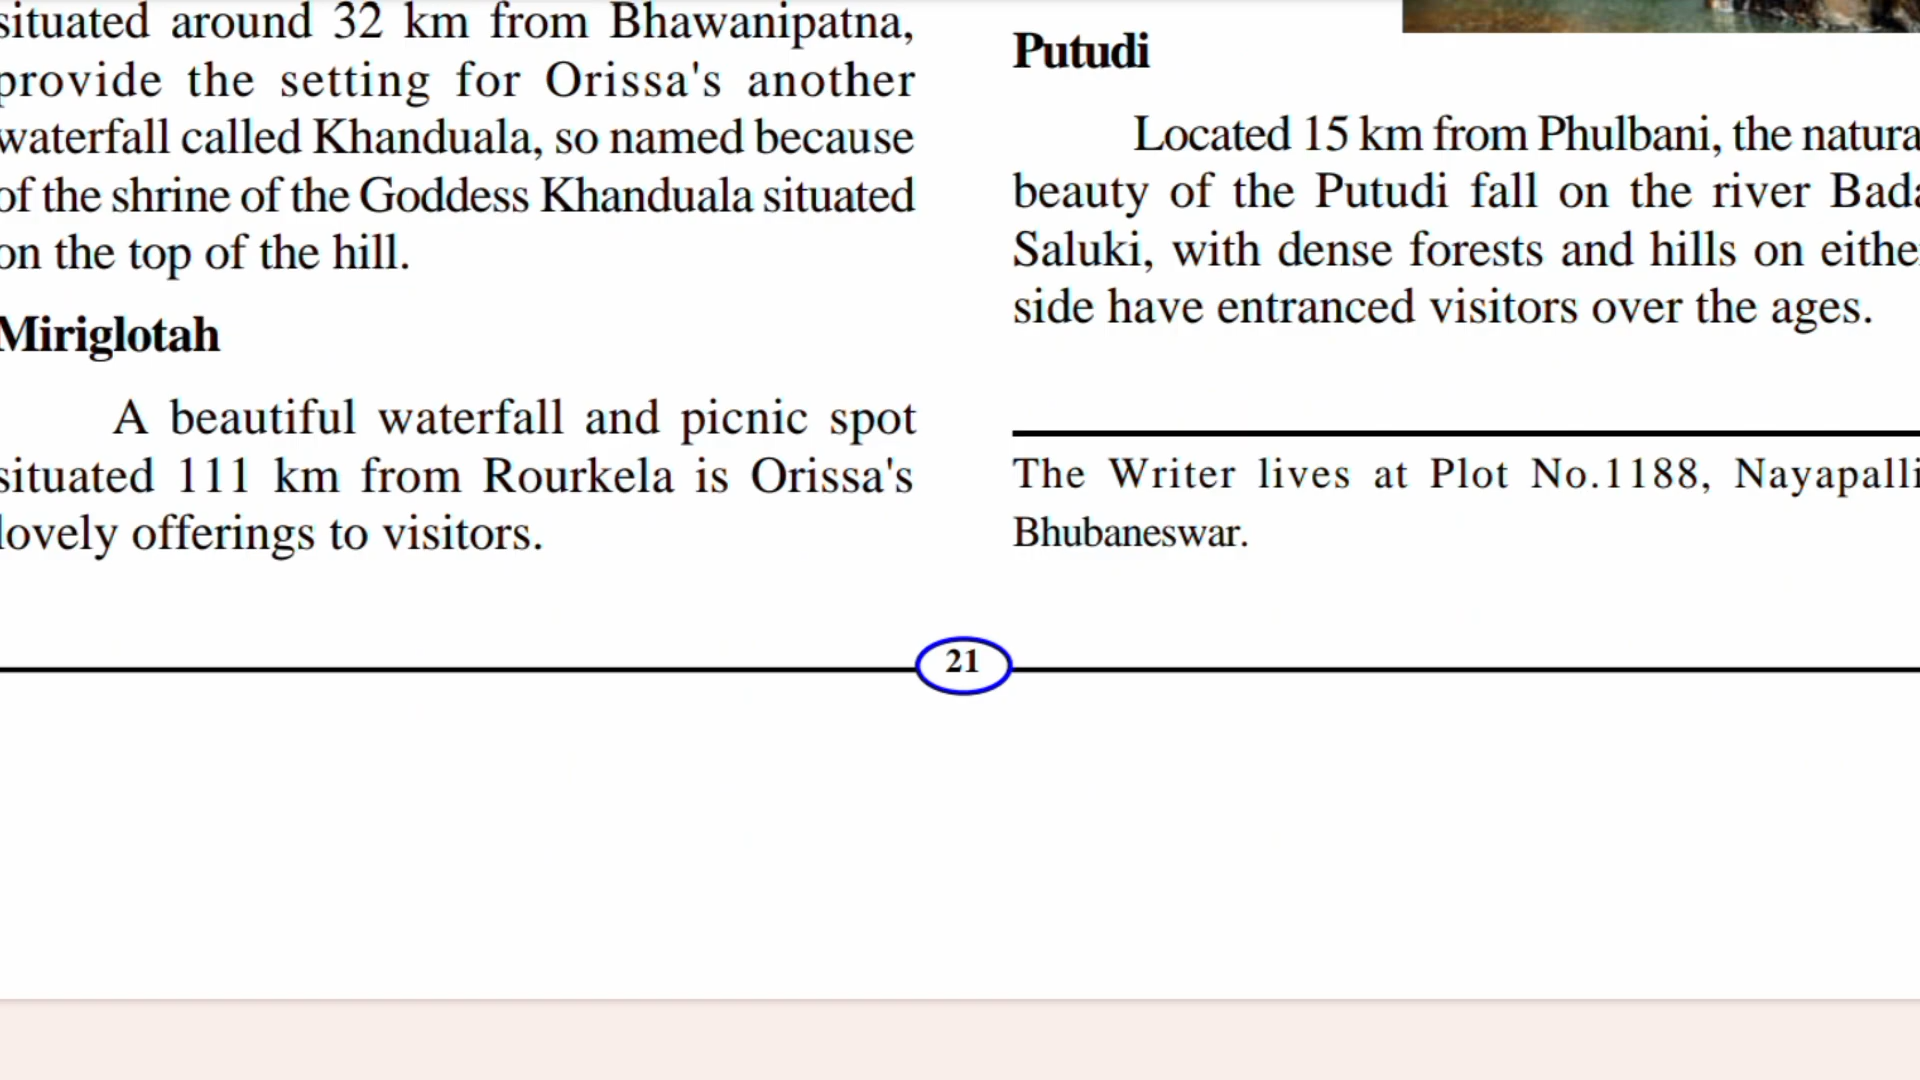 situated around 32 km from Bhawanipatna,
provide the setting for Orissa's another
waterfall called Khanduala, so named because
of the shrine of the Goddess Khanduala situated
on the top of the hill.
Miriglotah
A beautiful waterfall and picnic spot
situated 111 km from Rourkela is Orissa's
lovely offerings to visitors.
Putudi
Located 15 km from Phulbani, the natura
beauty of the Putudi fall on the river Bada
Saluki, with dense forests and hills on eithe
side have entranced visitors over the ages.
The Writer lives at Plot No.1188, Nayapalli
Bhubaneswar.
21